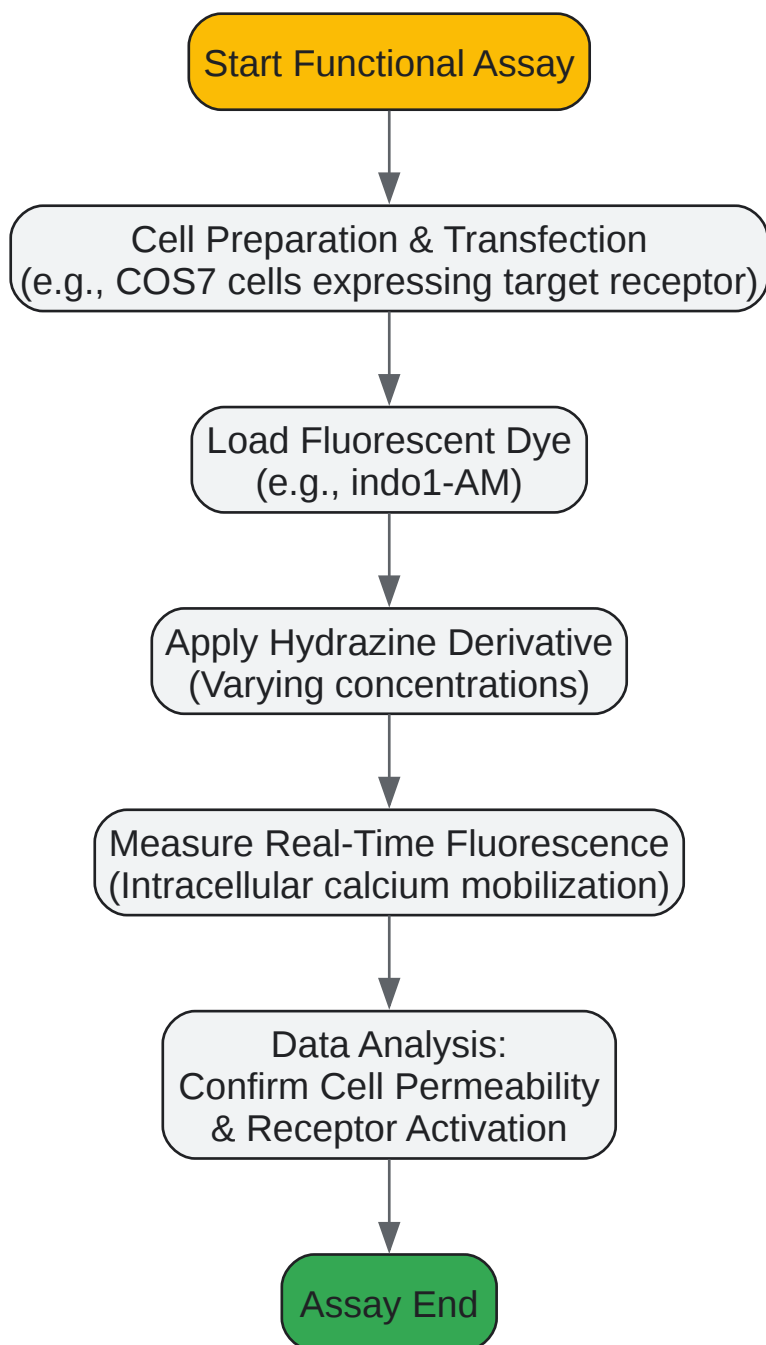 Start Functional Assay
Cell Preparation & Transfection
(e.g., COS7 cells expressing target receptor)
Load Fluorescent Dye
(e.g., indo1-AM)
Apply Hydrazine Derivative
(Varying concentrations)
Measure Real-Time Fluorescence
(Intracellular calcium mobilization)
Data Analysis:
Confirm Cell Permeability
& Receptor Activation
Assay End